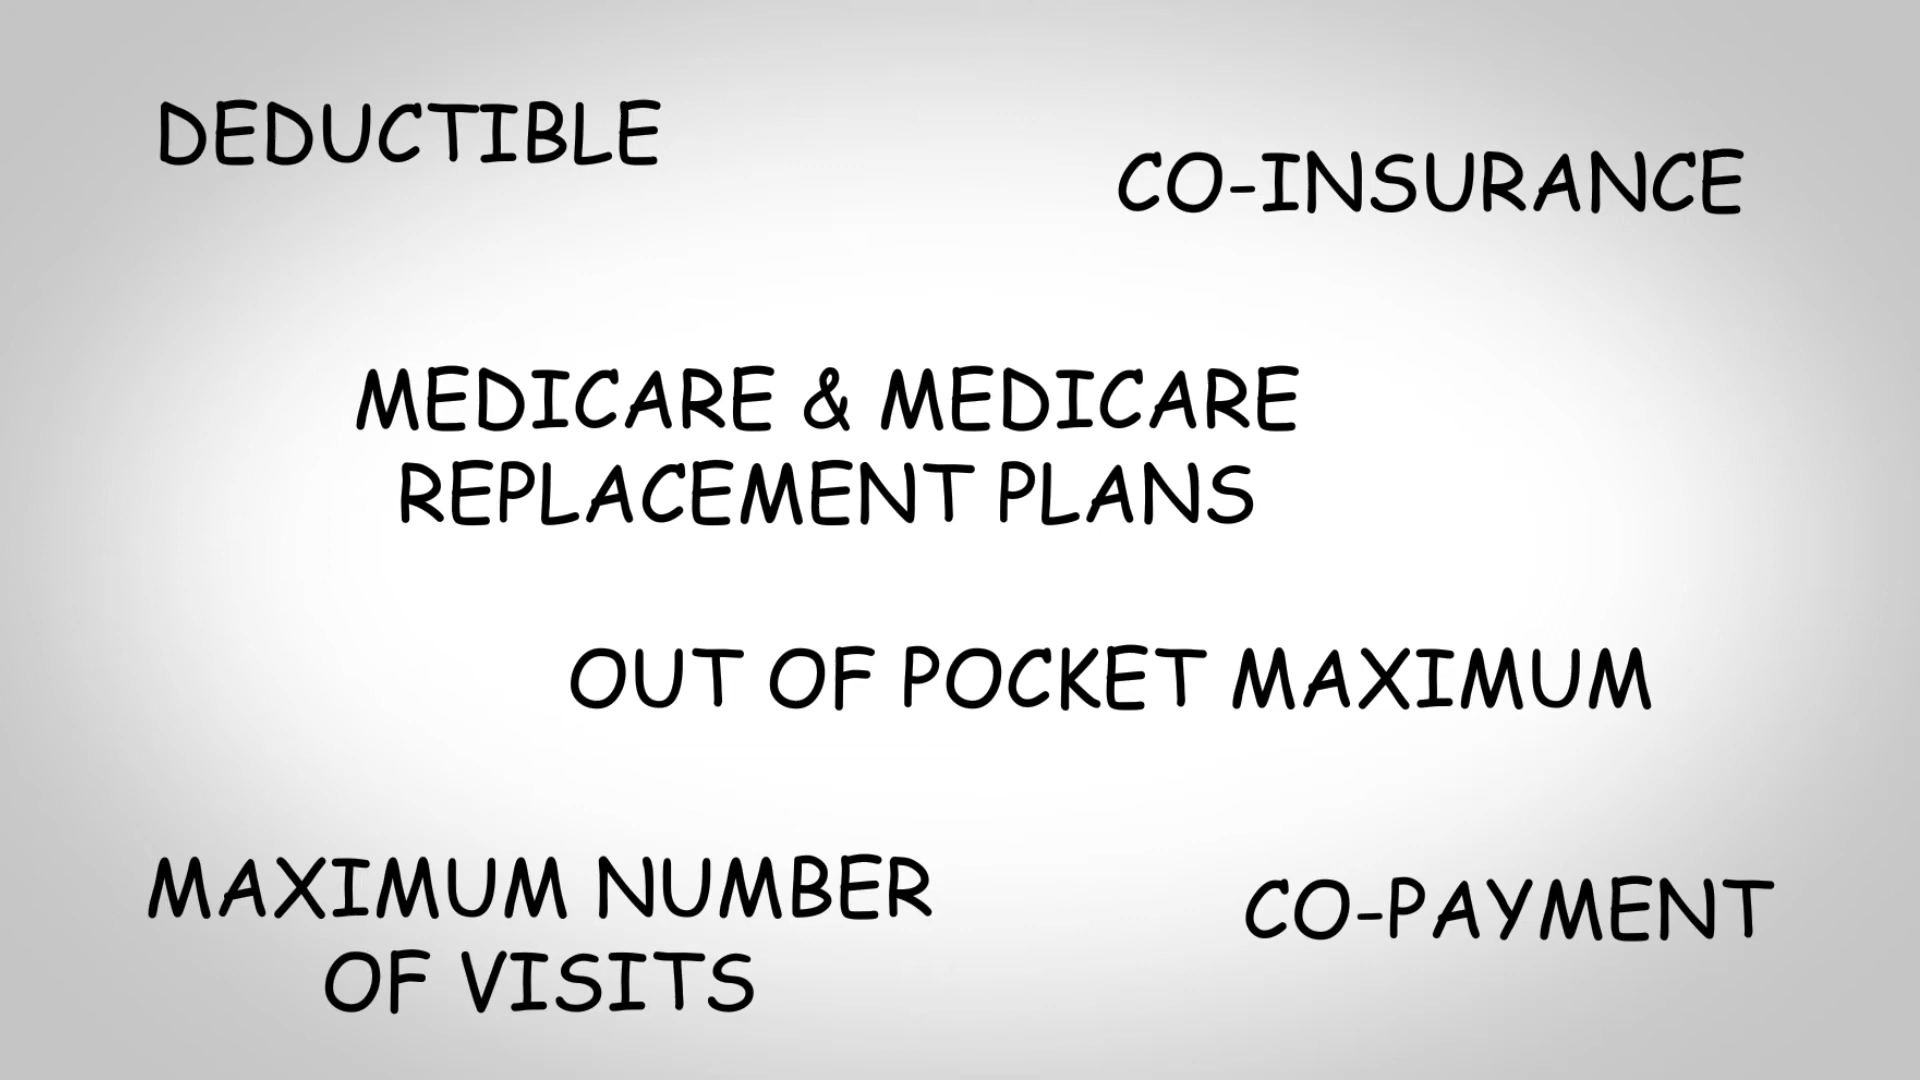 DEDUCTIBLE
CO-INSURANCE
MEDICARE & MEDICARE
REPLACEMENT PLANS
OUT OF POCKET MAXIMUM
MAXIMUM NUMBER
OF VISITS
CO-PAYMENT